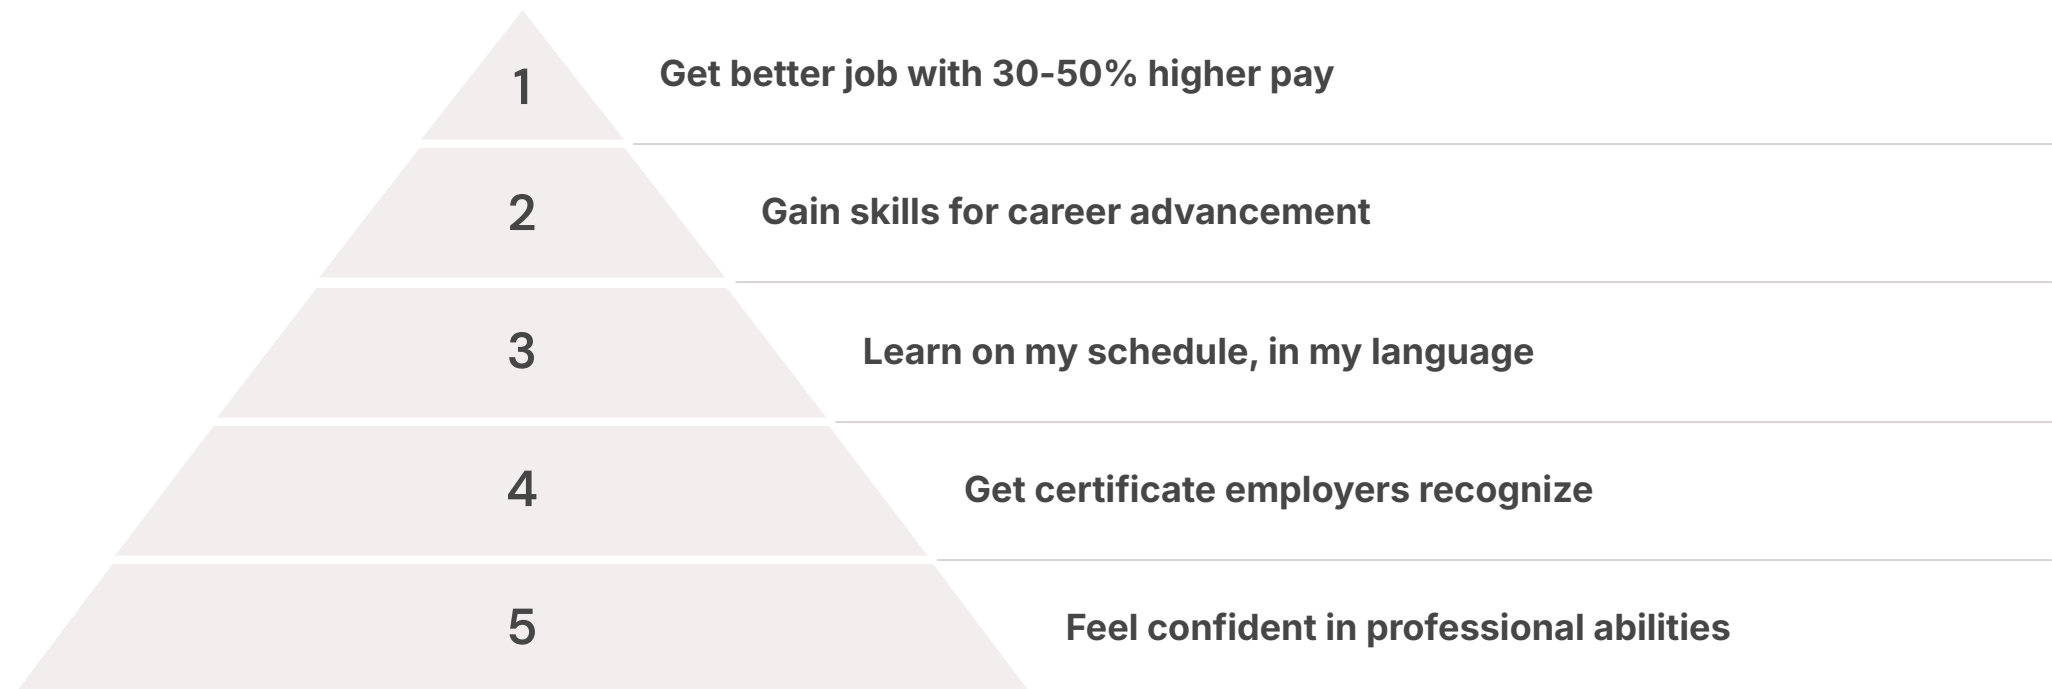 1
Get better job with 30-50% higher pay
2
Gain skills for career advancement
3
Learn on my schedule, in my language
4
Get certificate employers recognize
5
Feel confident in professional abilities